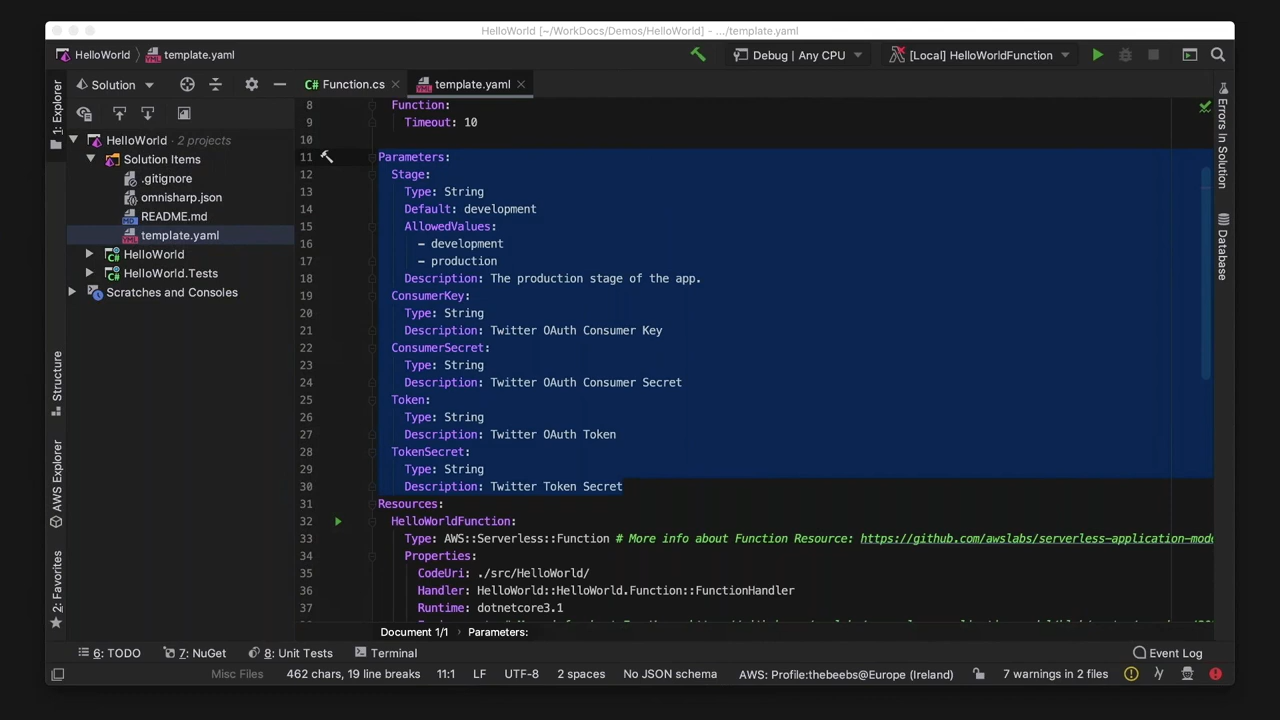 HelloWorld [~/WorkDocs/Demos/HelloWorld] - .../template.yaml
HelloWorld
template.yaml
Debug | Any CPU
[Local] HelloWorldFunction
Solution
Function.cs
template.yaml
1: Explorer
Structure
AWS Explorer
2: Favorites
HelloWorld 2 projects
Solution Items
.gitignore
omnisharp.json
README.md
template.yaml
HelloWorld
HelloWorld.Tests
Scratches and Consoles
8 Function:
9 Timeout: 10
10
11 Parameters:
12 Stage:
13 Type: String
14 Default: development
15 AllowedValues:
16 - development
17 - production
18 Description: The production stage of the app.
19 ConsumerKey:
20 Type: String
21 Description: Twitter OAuth Consumer Key
22 ConsumerSecret:
23 Type: String
24 Description: Twitter OAuth Consumer Secret
25 Token:
26 Type: String
27 Description: Twitter OAuth Token
28 TokenSecret:
29 Type: String
30 Description: Twitter Token Secret
31 Resources:
32 HelloWorldFunction:
33 Type: AWS::Serverless::Function # More info about Function Resource: https://github.com/awslabs/serverless-application-mod
34 Properties:
35 CodeUri: ./src/HelloWorld/
36 Handler: HelloWorld::HelloWorld.Function::FunctionHandler
37 Runtime: dotnetcore3.1
Document 1/1
Parameters:
Errors In Solution
Database
6: TODO
7: NuGet
8: Unit Tests
Terminal
Event Log
Misc Files
462 chars, 19 line breaks
11:1
LF
UTF-8
2 spaces
No JSON schema
AWS: Profile:thebeebs@Europe (Ireland)
7 warnings in 2 files